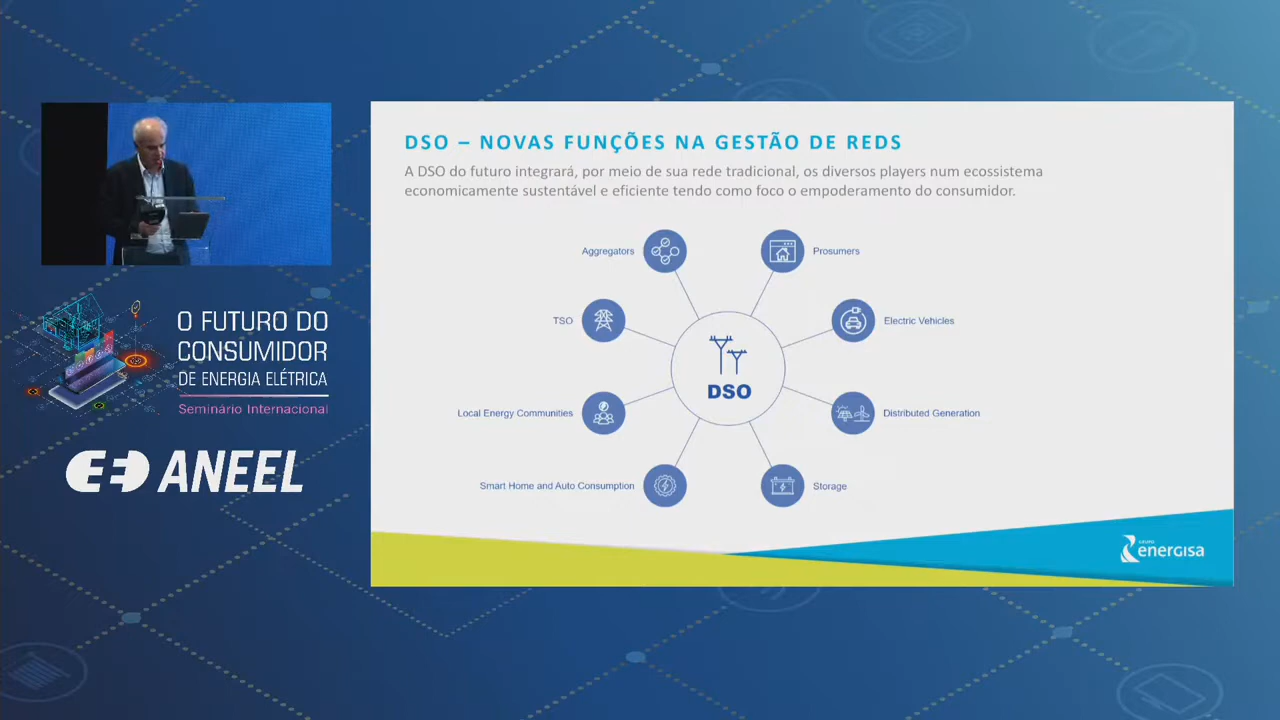 DSO – NOVAS FUNÇÕES NA GESTÃO DE REDS
A DSO do futuro integrará, por meio de sua rede tradicional, os diversos players num ecossistema
economicamente sustentável e eficiente tendo como foco o empoderamento do consumidor.
Aggregators
Prosumers
TSO
Electric Vehicles
DSO
Local Energy Communities
Distributed Generation
Smart Home and Auto Consumption
Storage
GRUPO
energisa
O FUTURO DO
CONSUMIDOR
DE ENERGIA ELÉTRICA
Seminário Internacional
ANEEL